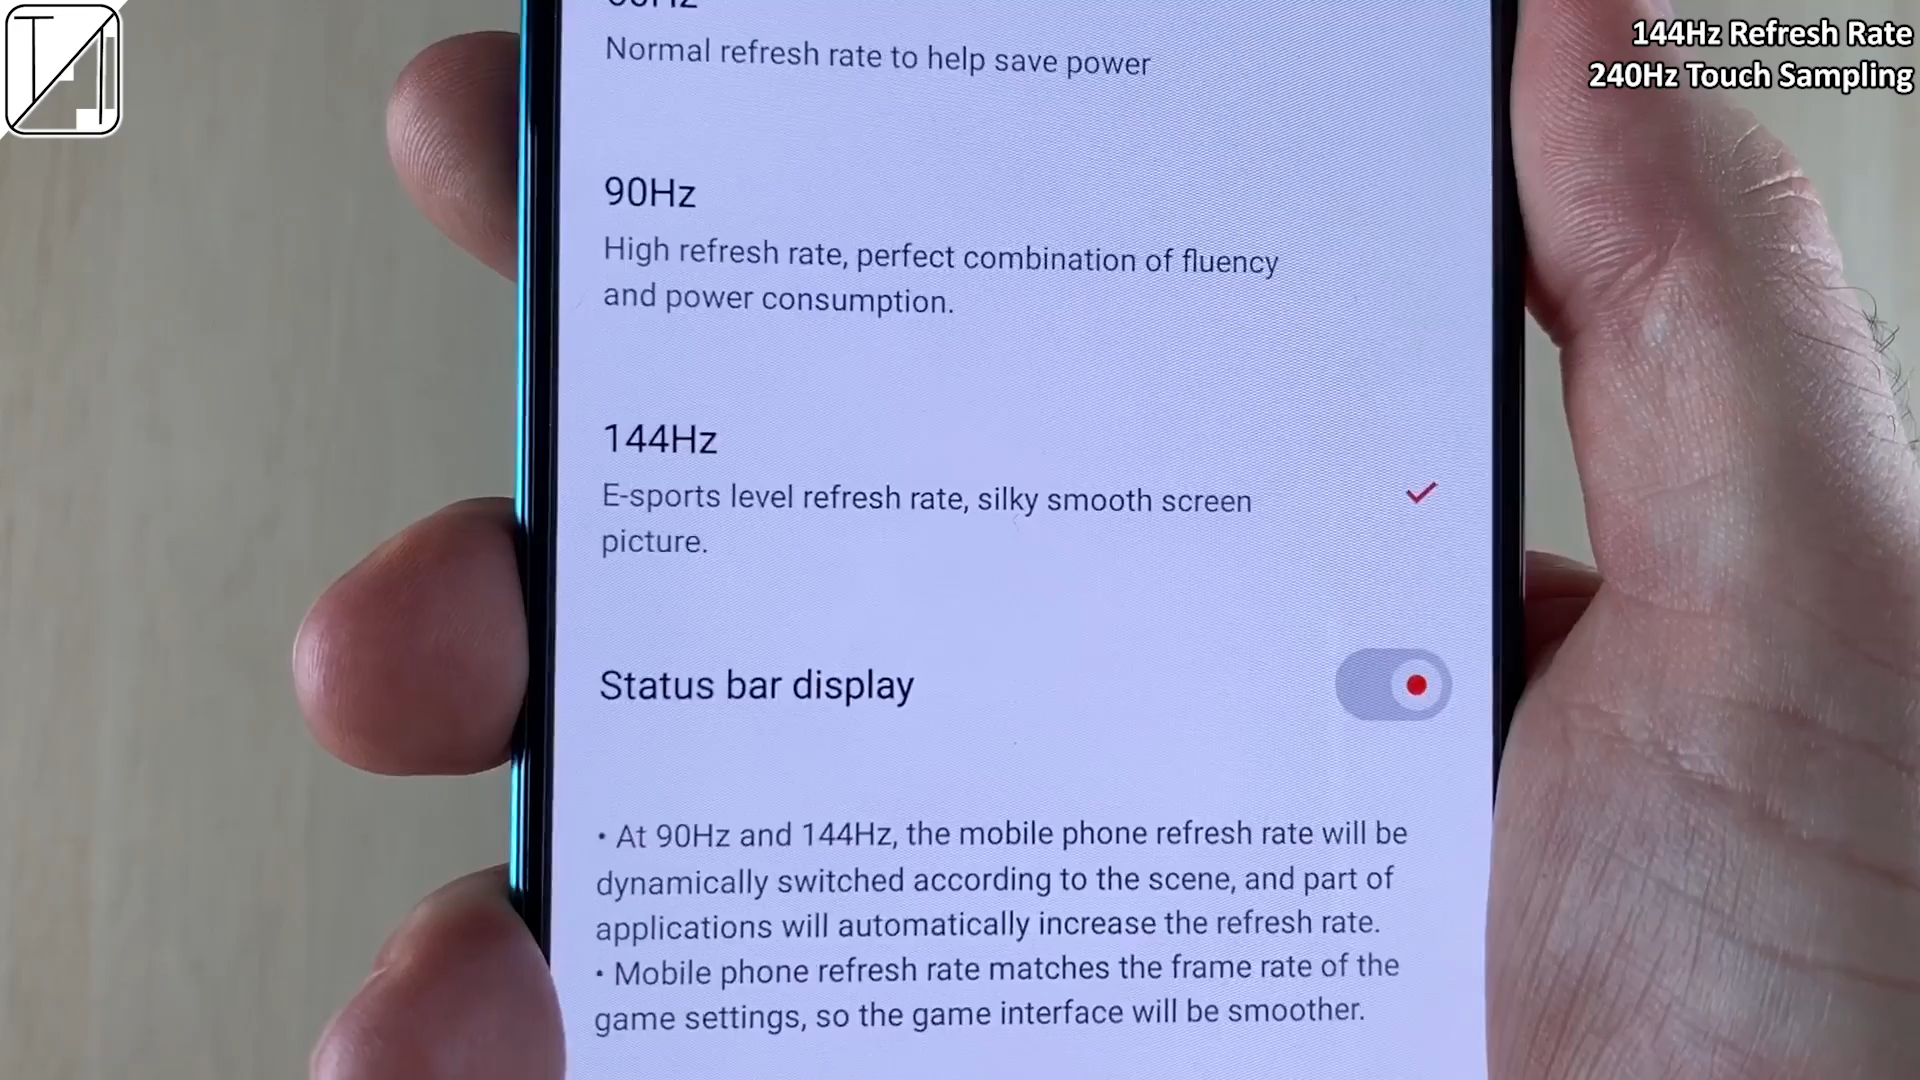 144Hz Refresh Rate
240Hz Touch Sampling
Normal refresh rate to help save power
90Hz
High refresh rate, perfect combination of fluency
and power consumption.
144Hz
E-sports level refresh rate, silky smooth screen
picture.
Status bar display
• At 90Hz and 144Hz, the mobile phone refresh rate will be
dynamically switched according to the scene, and part of
applications will automatically increase the refresh rate.
• Mobile phone refresh rate matches the frame rate of the
game settings, so the game interface will be smoother.